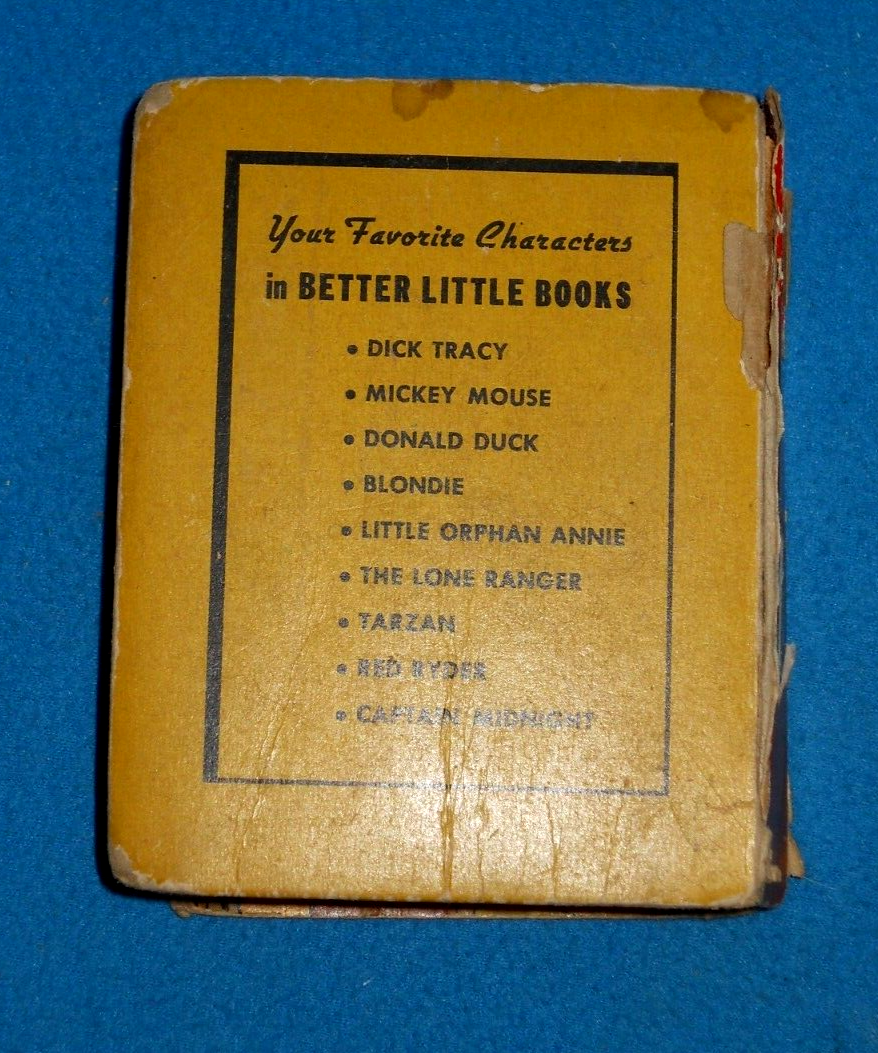 Your Favorite Characters
in BETTER LITTLE BOOKS
• DICK TRACY
• MICKEY MOUSE
• DONALD DUCK
• BLONDIE
• LITTLE ORPHAN ANNIE
• THE LONE RANGER
• TARZAN
• RED RYDER
• CAPTAIN MIDNIGHT